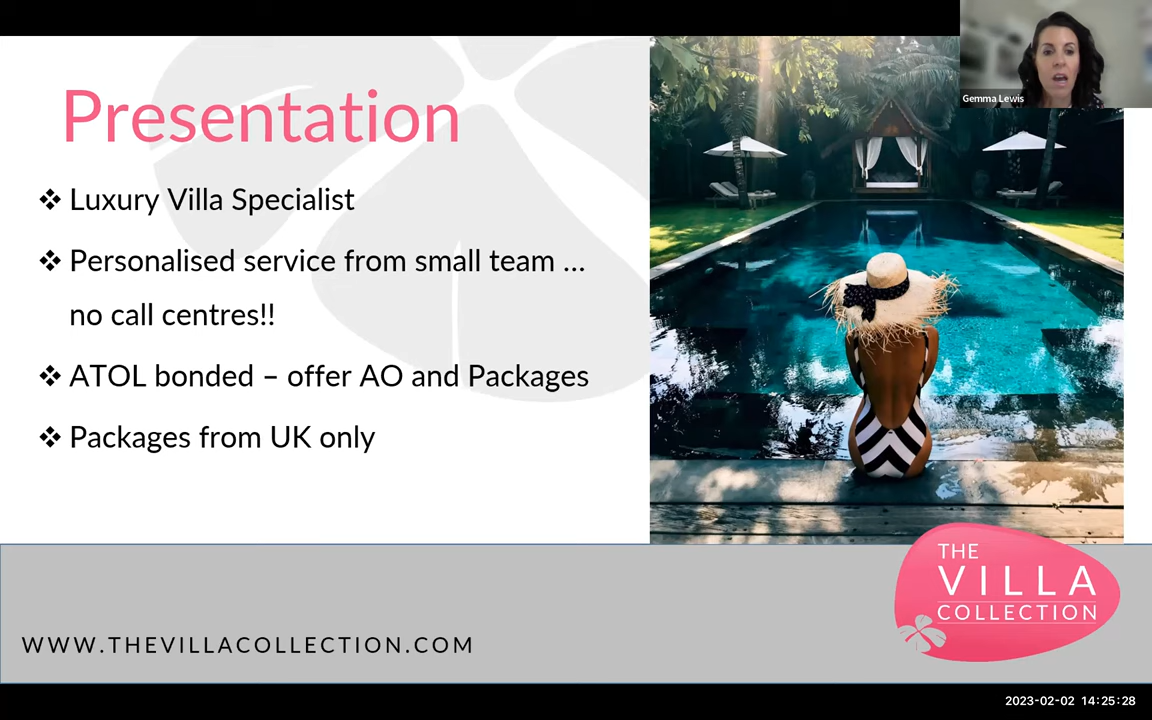 Gemma Lewis
Presentation
❖ Luxury Villa Specialist
❖ Personalised service from small team ...
no call centres!!
❖ ATOL bonded – offer AO and Packages
❖ Packages from UK only
THE
VILLA
COLLECTION
WWW.THEVILLACOLLECTION.COM
2023-02-02 14:25:28